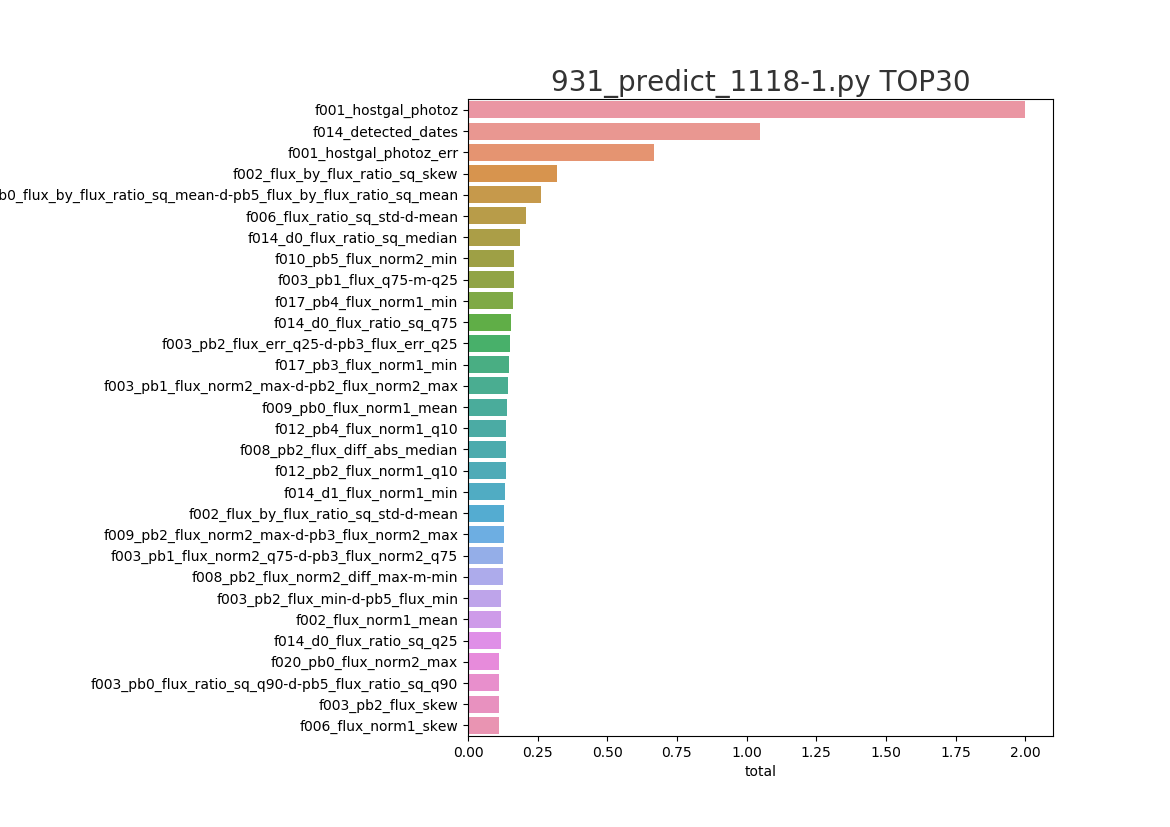 931_predict_1118-1.py TOP30
f001_hostgal_photoz
f014_detected_dates
f001_hostgal_photoz_err
f002_flux_by_flux_ratio_sq_skew
b0_flux_by_flux_ratio_sq_mean-d-pb5_flux_by_flux_ratio_sq_mean
f006_flux_ratio_sq_std-d-mean
f014_d0_flux_ratio_sq_median
f010_pb5_flux_norm2_min
f003_pb1_flux_q75-m-q25
f017_pb4_flux_norm1_min
f014_d0_flux_ratio_sq_q75
f003_pb2_flux_err_q25-d-pb3_flux_err_q25
f017_pb3_flux_norm1_min
f003_pb1_flux_norm2_max-d-pb2_flux_norm2_max
f009_pb0_flux_norm1_mean
f012_pb4_flux_norm1_q10
f008_pb2_flux_diff_abs_median
f012_pb2_flux_norm1_q10
f014_d1_flux_norm1_min
f002_flux_by_flux_ratio_sq_std-d-mean
f009_pb2_flux_norm2_max-d-pb3_flux_norm2_max
f003_pb1_flux_norm2_q75-d-pb3_flux_norm2_q75
f008_pb2_flux_norm2_diff_max-m-min
f003_pb2_flux_min-d-pb5_flux_min
f002_flux_norm1_mean
f014_d0_flux_ratio_sq_q25
f020_pb0_flux_norm2_max
f003_pb0_flux_ratio_sq_q90-d-pb5_flux_ratio_sq_q90
f003_pb2_flux_skew
f006_flux_norm1_skew
0.00 0.25 0.50 0.75 1.00 1.25 1.50 1.75 2.00
total